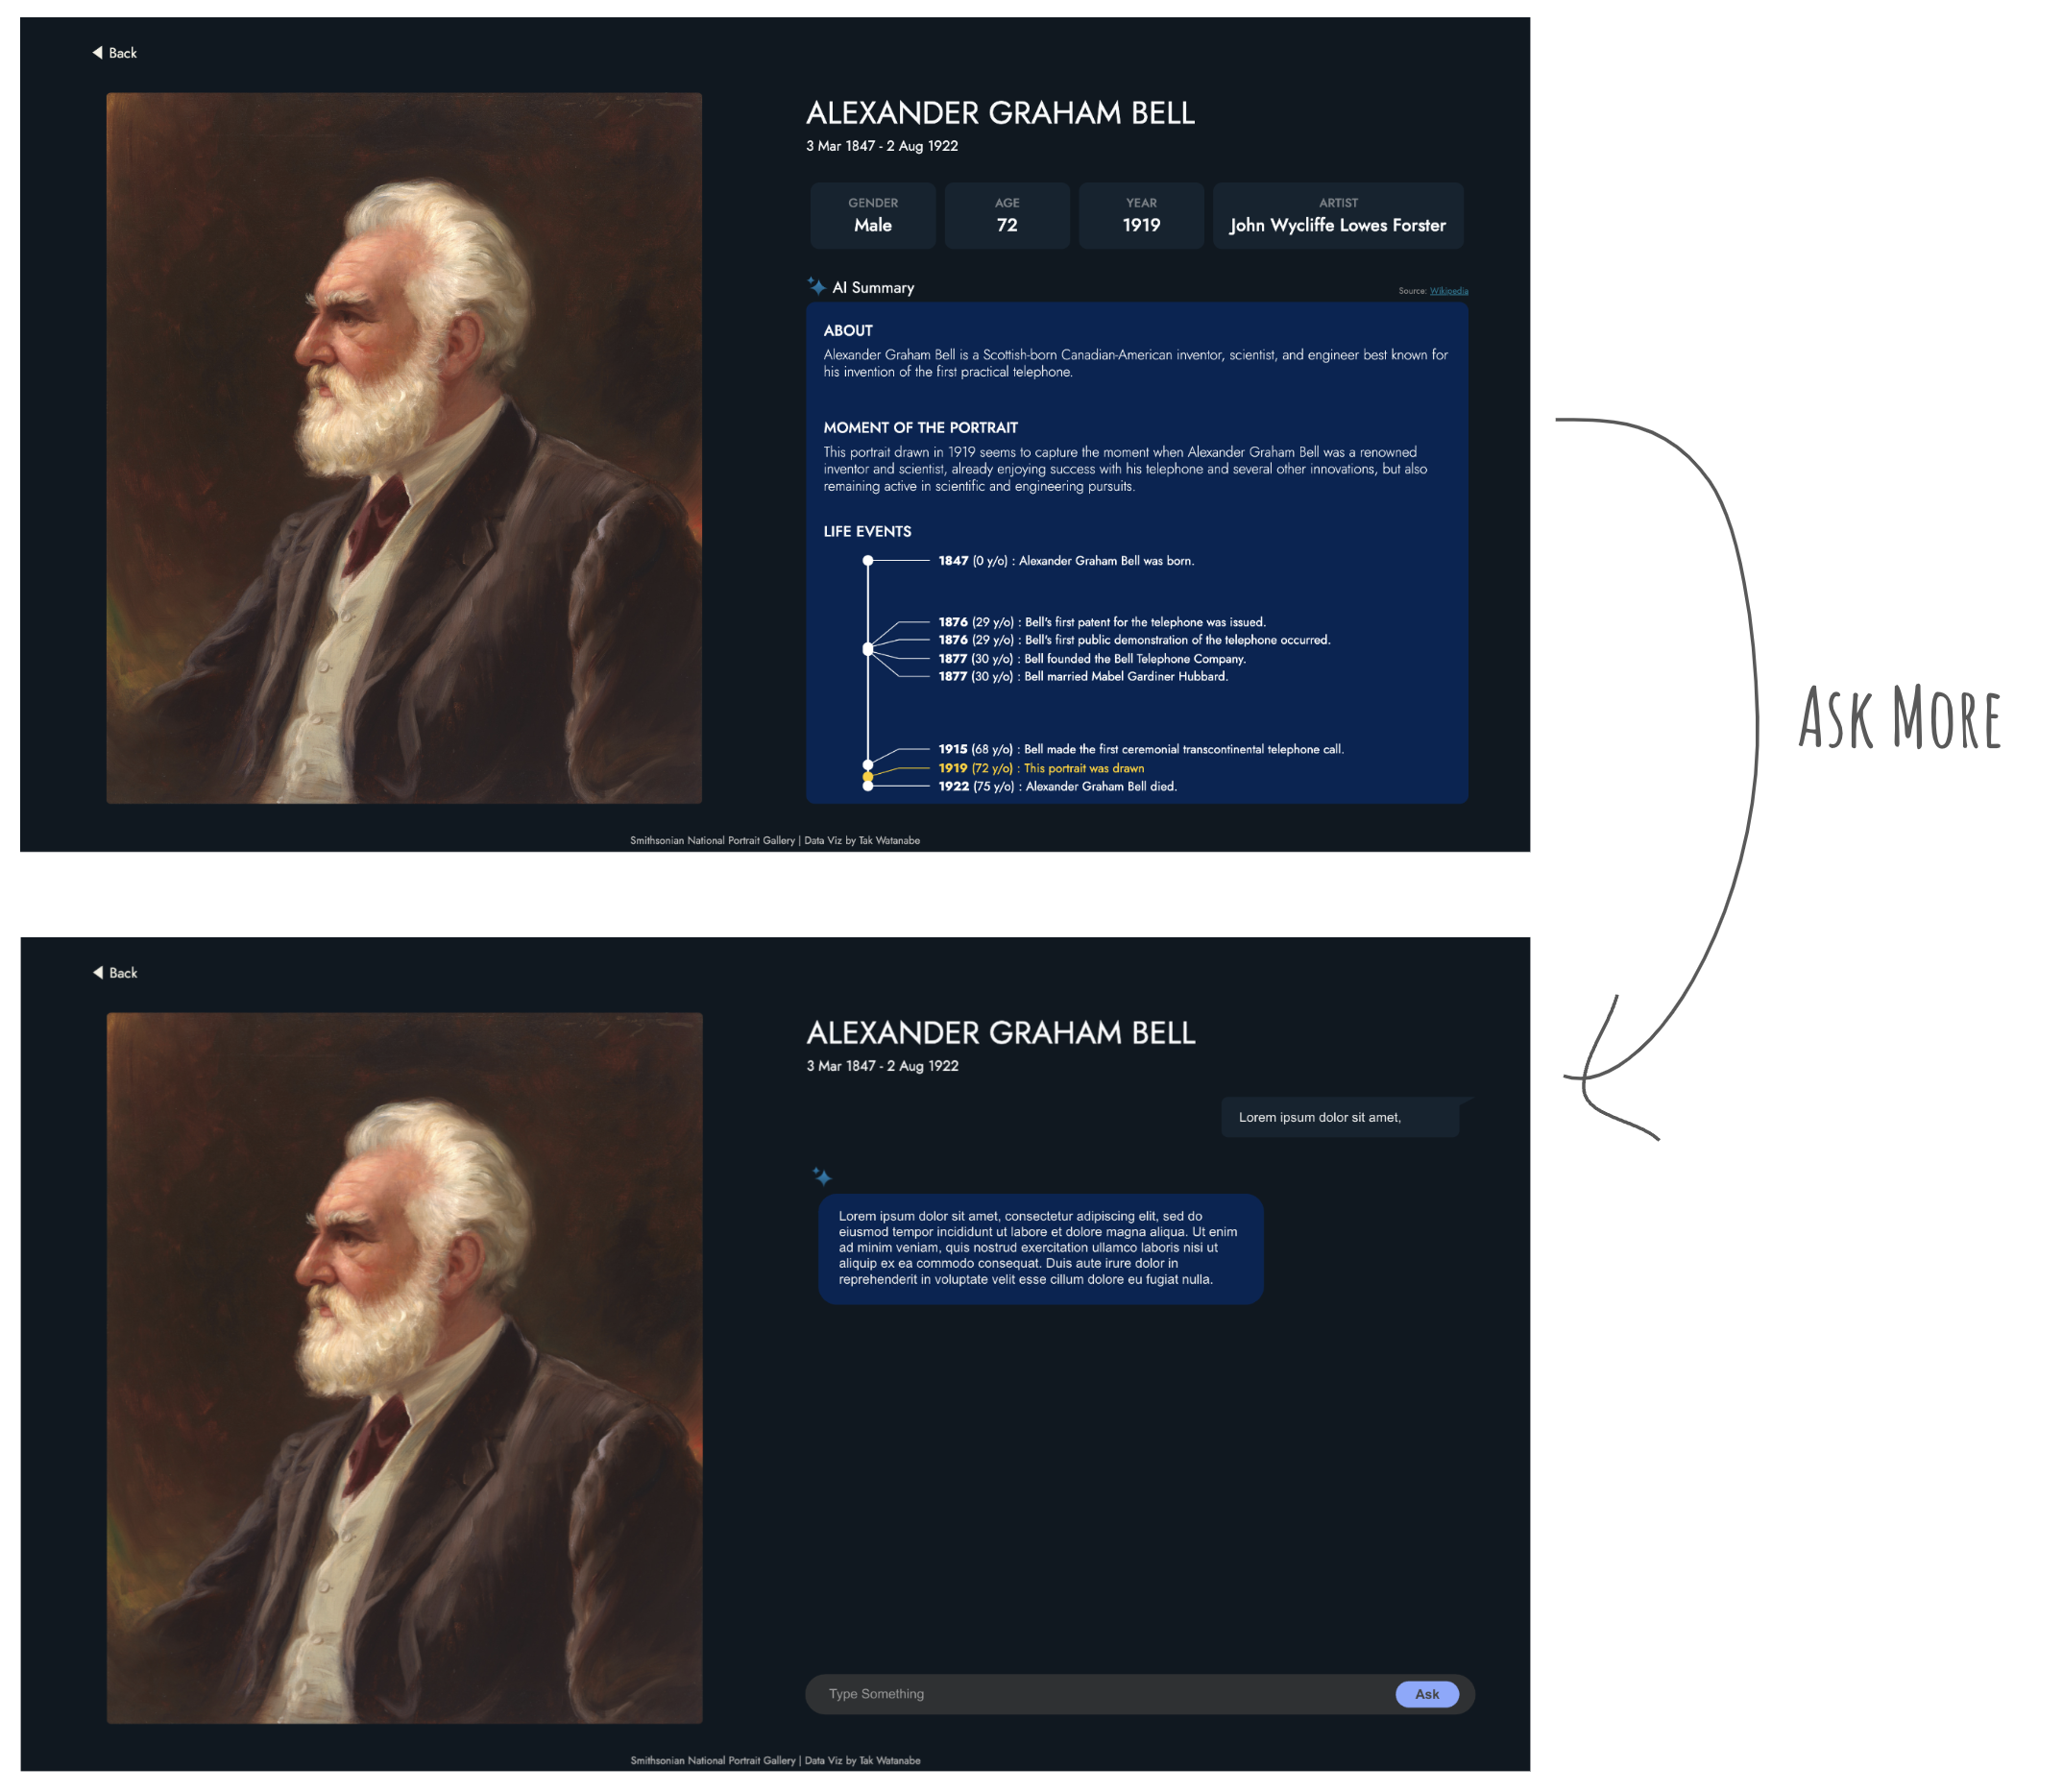 Back
ALEXANDER GRAHAM BELL
3 Mar 1847 - 2 Aug 1922
GENDER
Male
AGE
72
YEAR
1919
ARTIST
John Wycliffe Lowes Forster
AI Summary
Source: Wikipedia
ABOUT
Alexander Graham Bell is a Scottish-born Canadian-American inventor, scientist, and engineer best known for
his invention of the first practical telephone.
MOMENT OF THE PORTRAIT
This portrait drawn in 1919 seems to capture the moment when Alexander Graham Bell was a renowned
inventor and scientist, already enjoying success with his telephone and several other innovations, but also
remaining active in scientific and engineering pursuits.
LIFE EVENTS
1847 (0 y/o) : Alexander Graham Bell was born.
1876 (29 y/o) : Bell's first patent for the telephone was issued.
1876 (29 y/o) : Bell's first public demonstration of the telephone occurred.
1877 (30 y/o) : Bell founded the Bell Telephone Company.
1877 (30 y/o) : Bell married Mabel Gardiner Hubbard.
1915 (68 y/o) : Bell made the first ceremonial transcontinental telephone call.
1919 (72 y/o) : This portrait was drawn
1922 (75 y/o) : Alexander Graham Bell died.
Smithsonian National Portrait Gallery | Data Viz by Tak Watanabe
ASK MORE
Back
ALEXANDER GRAHAM BELL
3 Mar 1847 - 2 Aug 1922
Lorem ipsum dolor sit amet,
Lorem ipsum dolor sit amet, consectetur adipiscing elit, sed do
eiusmod tempor incididunt ut labore et dolore magna aliqua. Ut enim
ad minim veniam, quis nostrud exercitation ullamco laboris nisi ut
aliquip ex ea commodo consequat. Duis aute irure dolor in
reprehenderit in voluptate velit esse cillum dolore eu fugiat nulla.
Type Something
Ask
Smithsonian National Portrait Gallery | Data Viz by Tak Watanabe